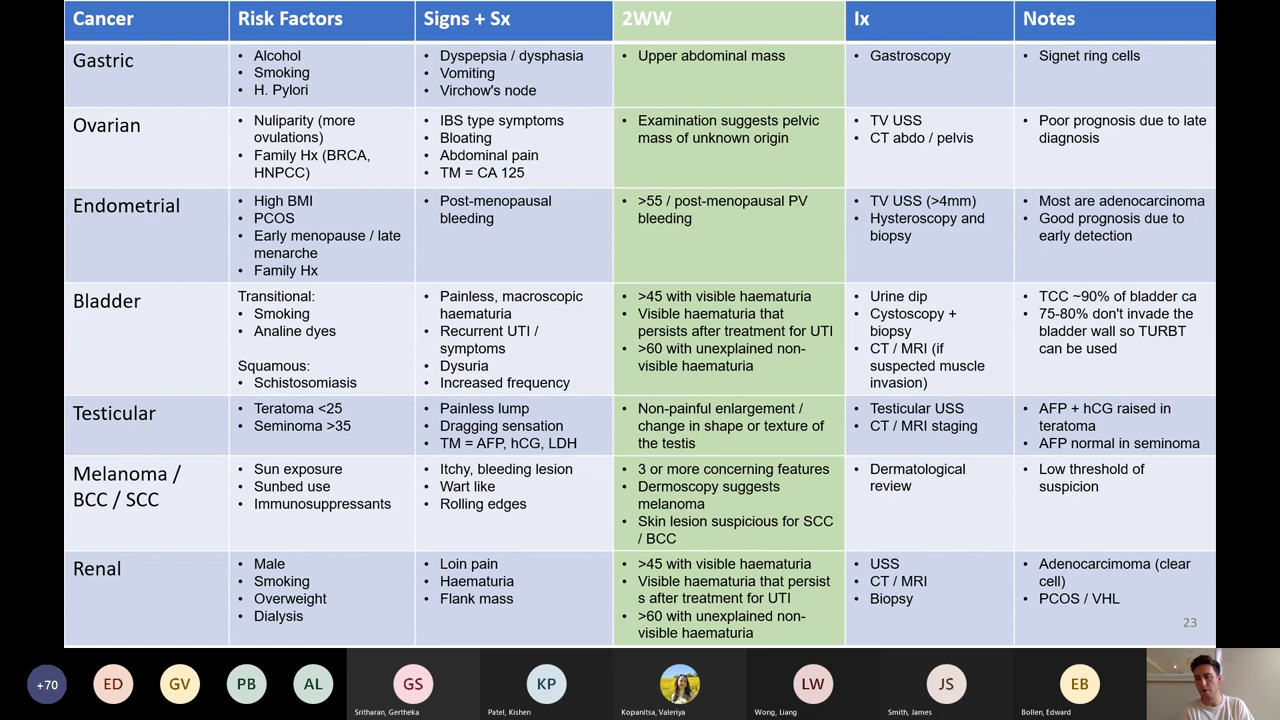 Cancer
Risk Factors
Signs + Sx
2WW
Ix
Notes
Gastric
• Alcohol
• Smoking
• H. Pylori
• Dyspepsia / dysphasia
• Vomiting
• Virchow's node
• Upper abdominal mass
• Gastroscopy
• Signet ring cells
Ovarian
• Nuliparity (more
ovulations)
• Family Hx (BRCA,
HNPCC)
• IBS type symptoms
• Bloating
• Abdominal pain
• TM = CA 125
• Examination suggests pelvic
mass of unknown origin
• TV USS
• CT abdo / pelvis
• Poor prognosis due to late
diagnosis
Endometrial
• High BMI
• PCOS
• Early menopause / late
menarche
• Family Hx
• Post-menopausal
bleeding
• >55 / post-menopausal PV
bleeding
• TV USS (>4mm)
• Hysteroscopy and
biopsy
• Most are adenocarcinoma
• Good prognosis due to
early detection
Bladder
Transitional:
• Smoking
• Analine dyes
Squamous:
• Schistosomiasis
• Painless, macroscopic
haematuria
• Recurrent UTI /
symptoms
• Dysuria
• Increased frequency
• >45 with visible haematuria
• Visible haematuria that
persists after treatment for UTI
• >60 with unexplained non-
visible haematuria
• Urine dip
• Cystoscopy +
biopsy
• CT / MRI (if
suspected muscle
invasion)
• TCC ~90% of bladder ca
• 75-80% don't invade the
bladder wall so TURBT
can be used
Testicular
• Teratoma <25
• Seminoma >35
• Painless lump
• Dragging sensation
• TM = AFP, hCG, LDH
• Non-painful enlargement /
change in shape or texture of
the testis
• Testicular USS
• CT / MRI staging
• AFP + hCG raised in
teratoma
• AFP normal in seminoma
Melanoma /
BCC / SCC
• Sun exposure
• Sunbed use
• Immunosuppressants
• Itchy, bleeding lesion
• Wart like
• Rolling edges
• 3 or more concerning features
• Dermoscopy suggests
melanoma
• Skin lesion suspicious for SCC
/ BCC
• Dermatological
review
• Low threshold of
suspicion
Renal
• Male
• Smoking
• Overweight
• Dialysis
• Loin pain
• Haematuria
• Flank mass
• >45 with visible haematuria
• Visible haematuria that persist
s after treatment for UTI
• >60 with unexplained non-
visible haematuria
• USS
• CT / MRI
• Biopsy
• Adenocarcimoma (clear
cell)
• PCOS / VHL
23
+70
ED
GV
PB
AL
GS
Sritharan, Gertheka
KP
Patel, Kishen
Kopanitsa, Valeriya
LW
Wong, Liang
JS
Smith, James
EB
Bollen, Edward